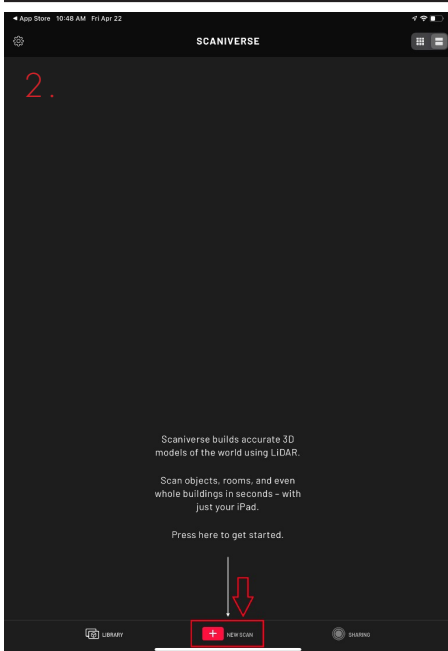 App Store 10:48 AM Fri Apr 22
SCANIVERSE
2.
Scaniverse builds accurate 3D
models of the world using LiDAR.
Scan objects, rooms, and even
whole buildings in seconds – with
just your iPad.
Press here to get started.
LIBRARY
NEW SCAN
SHARING